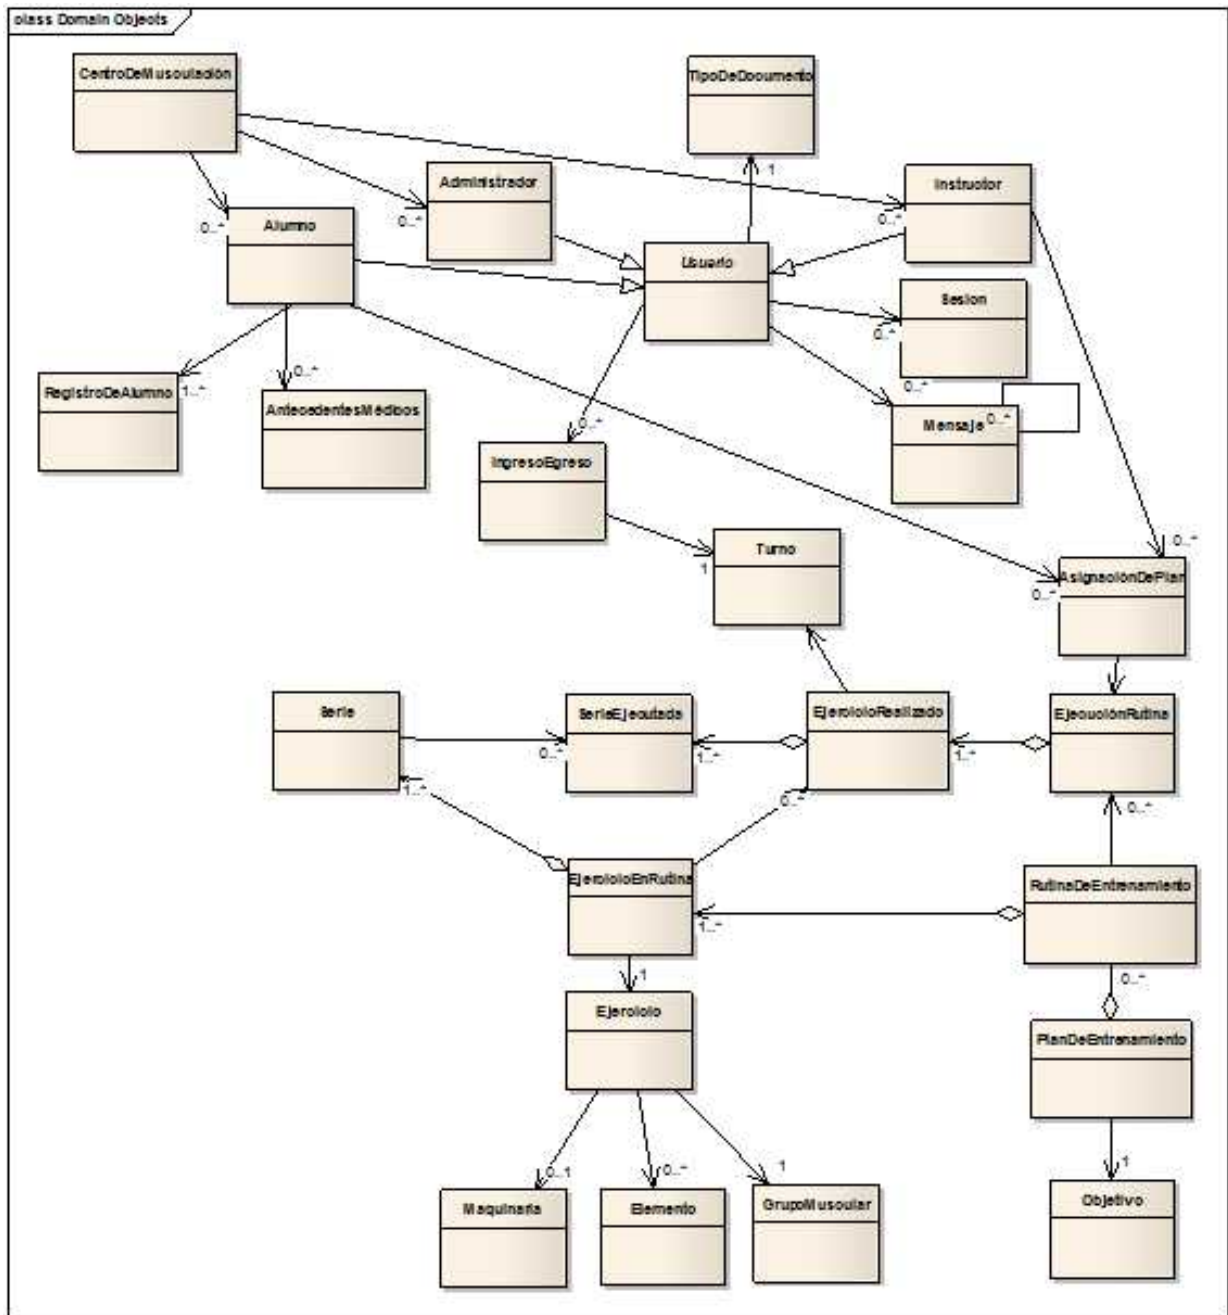 class Domain Objects
CentroDeMusculación
TipoDeDocumento
1
Administrador
0..*
Instructor
0..*
Alumno
0..*
Usuario
Sesion
0..*
RegistroDeAlumno
1..*
AntecedentesMédicos
0..*
Mensaje
0..*
0..*
IngresoEgreso
0..*
Turno
1
AsignaciónDePlan
0..*
0..*
Serie
1..*
SerieEjecutada
0..*
1..*
EjercicioRealizado
0..*
1..*
EjecuciónRutina
0..*
EjercicioEnRutina
1..*
RutinaDeEntrenamiento
0..*
1
Ejercicio
PlanDeEntrenamiento
0..1
0..*
1
1
Maquinaria
Elemento
GrupoMuscular
Objetivo